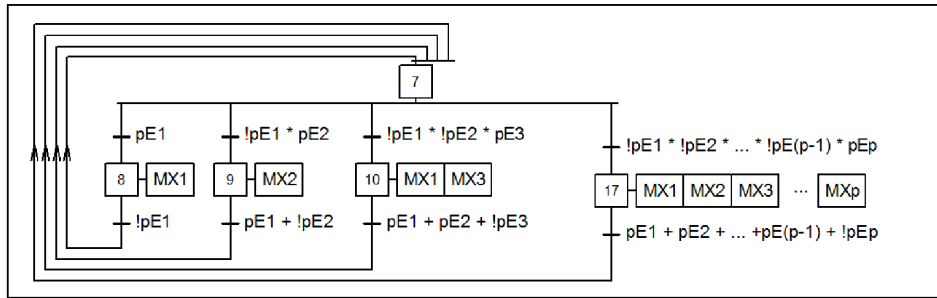 7
pE1
!pE1 * pE2
!pE1 * !pE2 * pE3
!pE1 * !pE2 * ... * !pE(p-1) * pEp
8 MX1
9 MX2
10 MX1 MX3
17 MX1 MX2 MX3 ... MXp
!pE1
pE1 + !pE2
pE1 + pE2 + !pE3
pE1 + pE2 + ... +pE(p-1) + !pEp